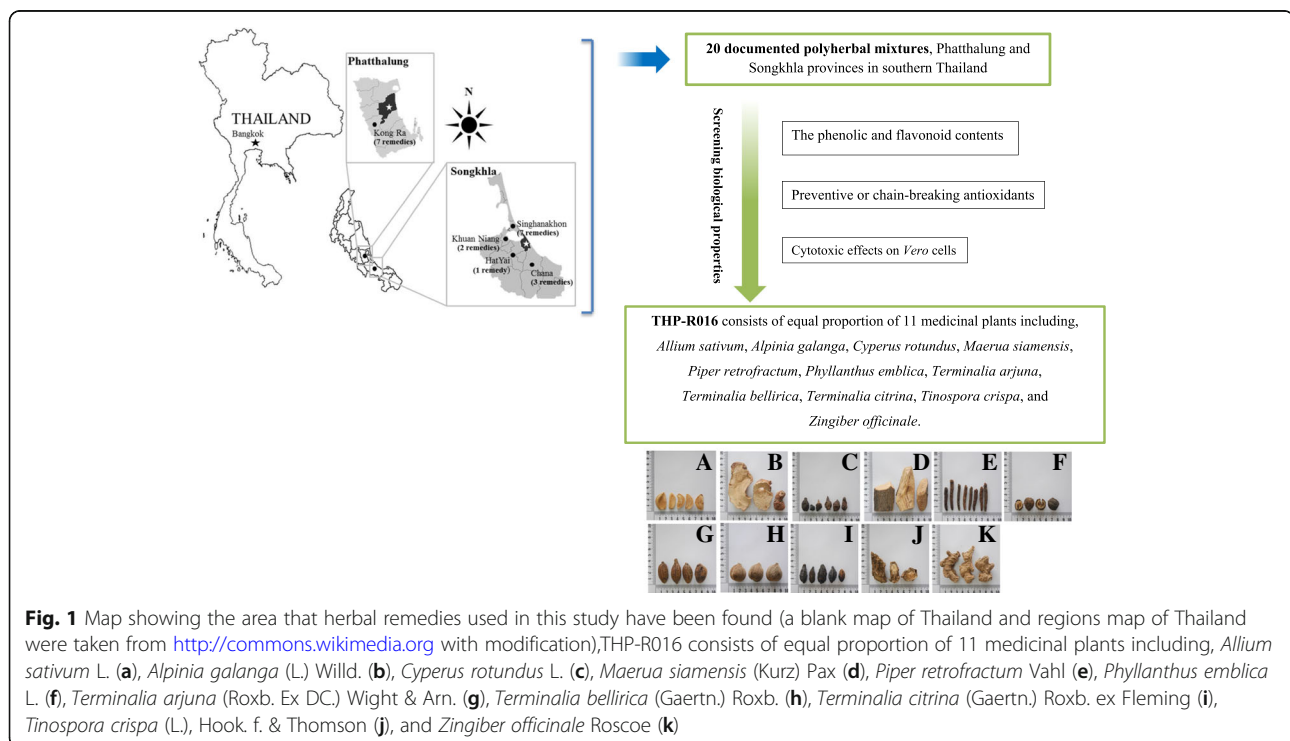 THAILAND
Bangkok
Phatthalung
Kong Ra
(7 remedies)
N
Songkhla
Singhanakhon
(7 remedies)
Khuan Niang
(2 remedies)
HatYai
(1 remedy)
Chana
(3 remedies)
20 documented polyherbal mixtures, Phatthalung and
Songkhla provinces in southern Thailand
Screening biological properties
The phenolic and flavonoid contents
Preventive or chain-breaking antioxidants
Cytotoxic effects on Vero cells
THP-R016 consists of equal proportion of 11 medicinal plants including,
Allium sativum, Alpinia galanga, Cyperus rotundus, Maerua siamensis,
Piper retrofractum, Phyllanthus emblica, Terminalia arjuna,
Terminalia bellirica, Terminalia citrina, Tinospora crispa, and
Zingiber officinale.
A B C D E F
G H I J K
Fig. 1 Map showing the area that herbal remedies used in this study have been found (a blank map of Thailand and regions map of Thailand
were taken from http://commons.wikimedia.org with modification),THP-R016 consists of equal proportion of 11 medicinal plants including, Allium
sativum L. (a), Alpinia galanga (L.) Willd. (b), Cyperus rotundus L. (c), Maerua siamensis (Kurz) Pax (d), Piper retrofractum Vahl (e), Phyllanthus emblica
L. (f), Terminalia arjuna (Roxb. Ex DC.) Wight & Arn. (g), Terminalia bellirica (Gaertn.) Roxb. (h), Terminalia citrina (Gaertn.) Roxb. ex Fleming (i),
Tinospora crispa (L.), Hook. f. & Thomson (j), and Zingiber officinale Roscoe (k)